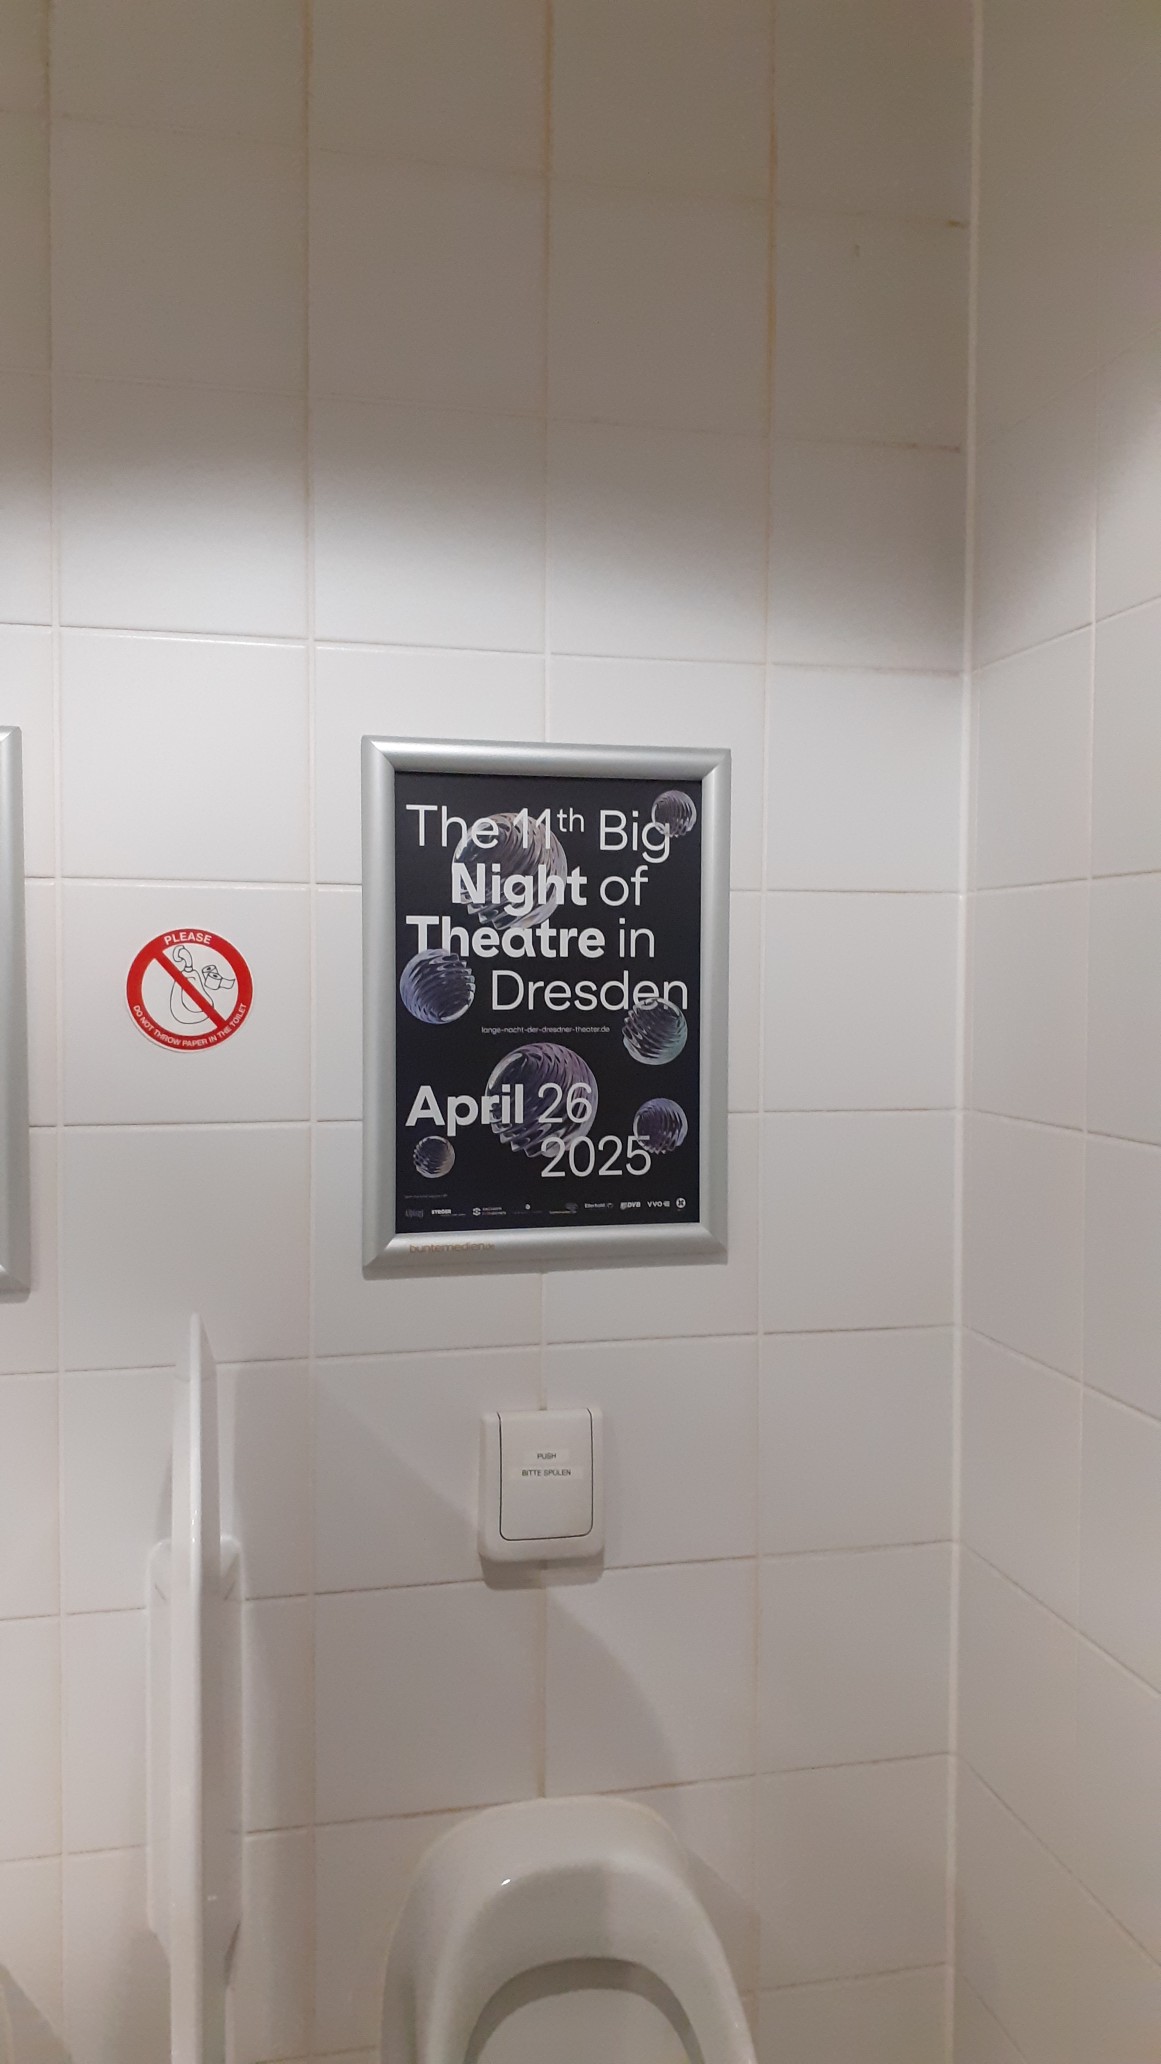 PLEASE
DO NOT THROW PAPER IN THE TOILET
The 11th Big
Night of
Theatre in
Dresden
lange-nacht-der-dresdner-theater.de
April 26
2025
STRÖER
DVB
VVO
PUSH
BITTE SPÜLEN